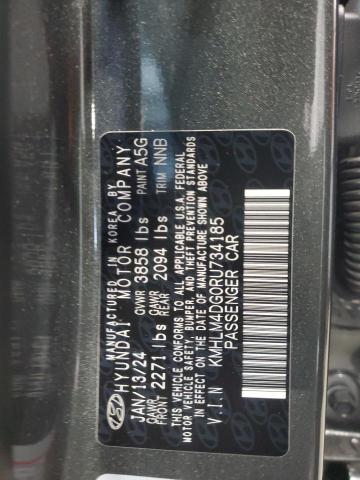 MANUFACTURED IN KOREA BY
HYUNDAI MOTOR COMPANY
JAN/13/24 GVWR 3858 lbs PAINT A5G
GAWR FRONT 2271 lbs GAWR REAR 2094 lbs TRIM NNB
THIS VEHICLE CONFORMS TO ALL APPLICABLE U.S.A. FEDERAL
MOTOR VEHICLE SAFETY, BUMPER, AND THEFT PREVENTION STANDARDS
IN EFFECT ON THE DATE OF MANUFACTURE SHOWN ABOVE
V.I.N KMHLM4DG0RU734185
PASSENGER CAR